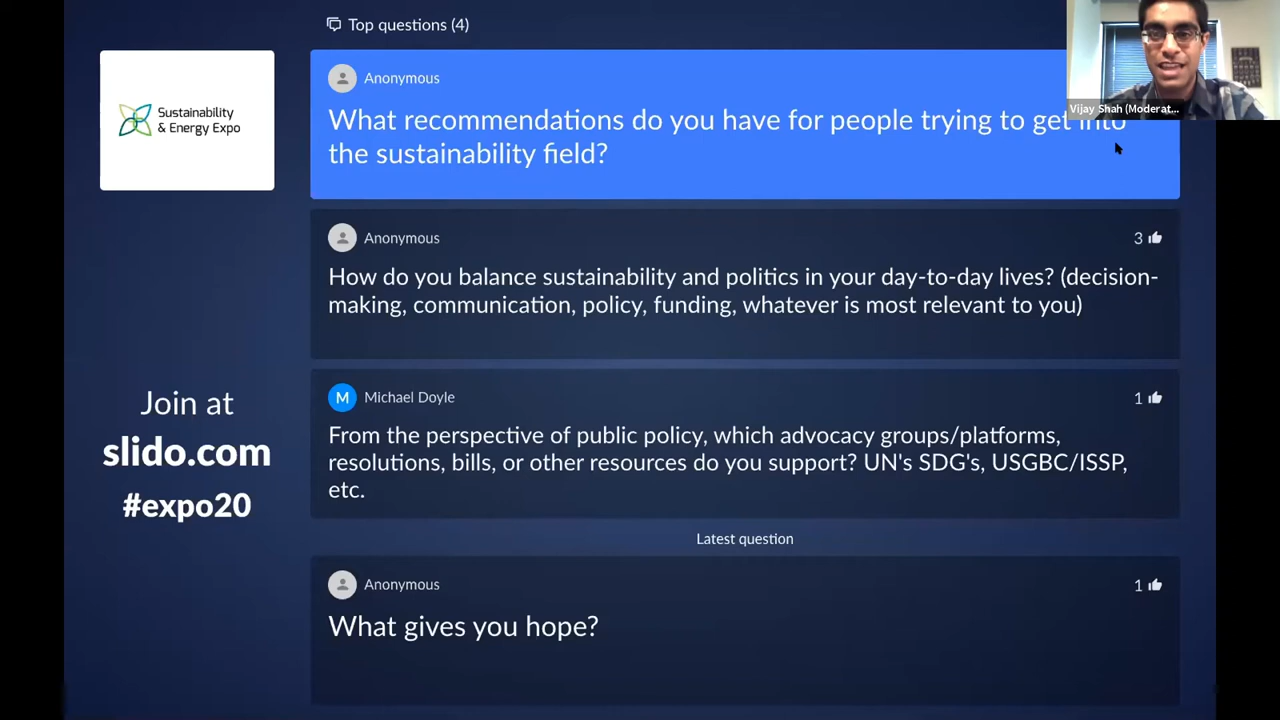 Top questions (4)
Sustainability
& Energy Expo
Anonymous
What recommendations do you have for people trying to get into
the sustainability field?
Vijay Shah (Moderat...
Anonymous
3
How do you balance sustainability and politics in your day-to-day lives? (decision-
making, communication, policy, funding, whatever is most relevant to you)
Join at
slido.com
#expo20
M
Michael Doyle
1
From the perspective of public policy, which advocacy groups/platforms,
resolutions, bills, or other resources do you support? UN's SDG's, USGBC/ISSP,
etc.
Latest question
Anonymous
1
What gives you hope?